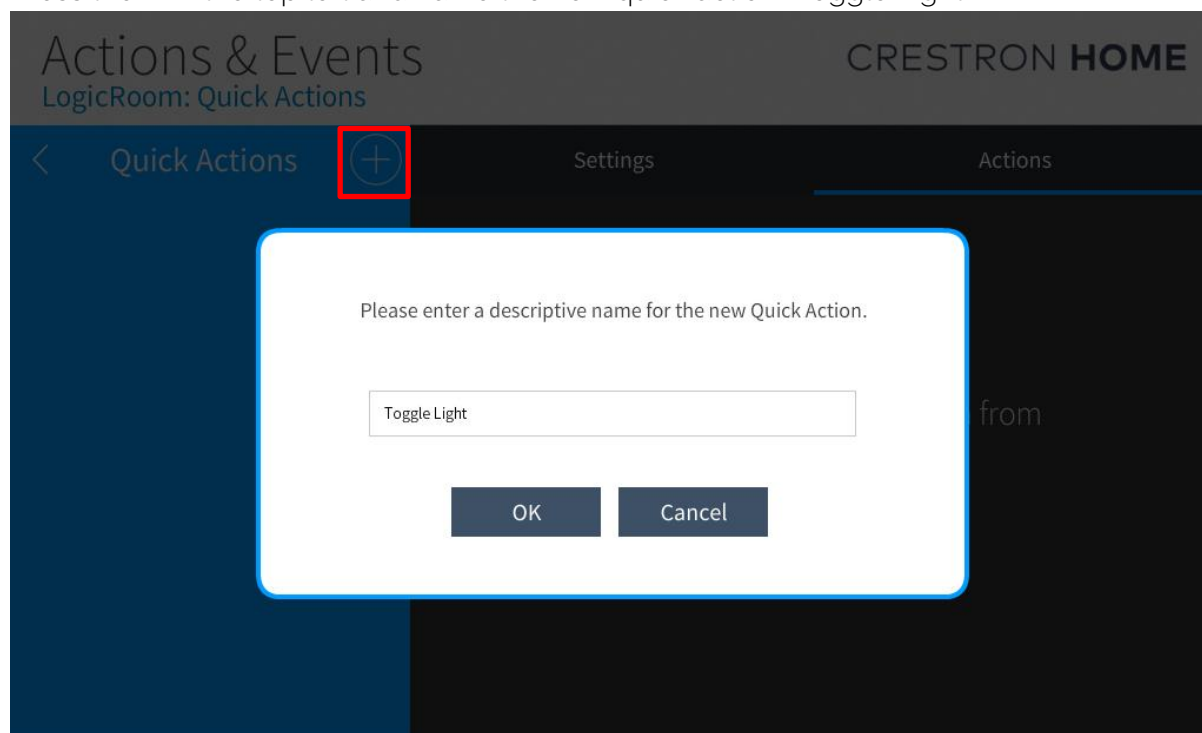 Actions & Events
CRESTRON HOME
LogicRoom: Quick Actions
Quick Actions
Settings
Actions
Please enter a descriptive name for the new Quick Action.
Toggle Light
from
OK
Cancel